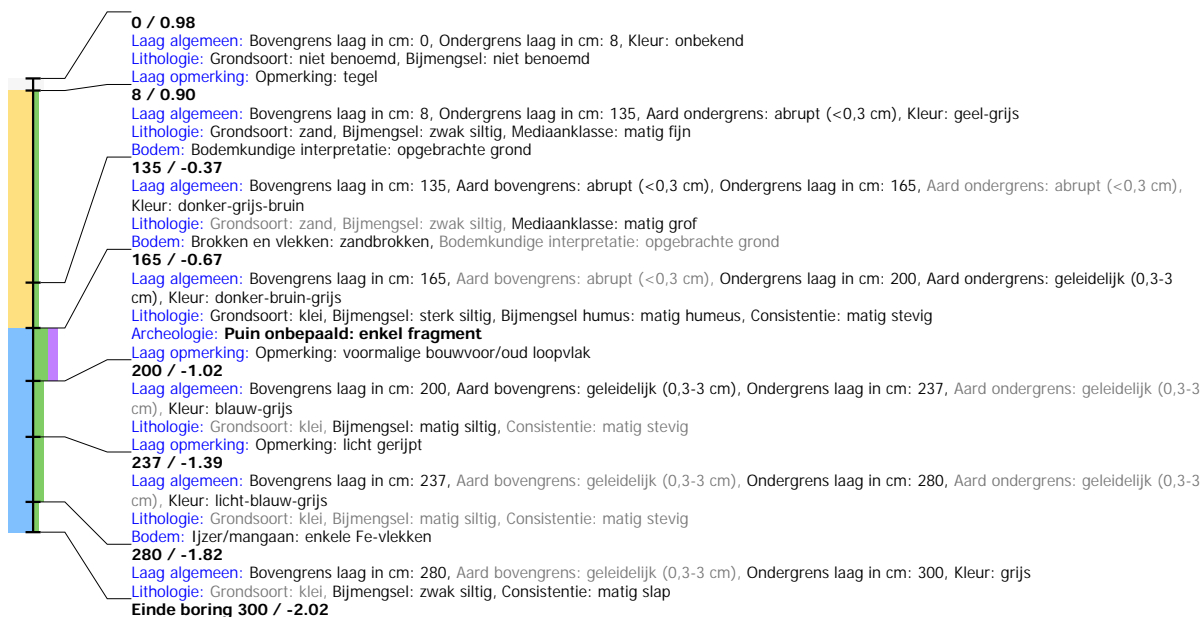 0 / 0.98
Laag algemeen: Bovengrens laag in cm: 0, Ondergrens laag in cm: 8, Kleur: onbekend
Lithologie: Grondsoort: niet benoemd, Bijmengsel: niet benoemd
Laag opmerking: Opmerking: tegel
8 / 0.90
Laag algemeen: Bovengrens laag in cm: 8, Ondergrens laag in cm: 135, Aard ondergrens: abrupt (<0,3 cm), Kleur: geel-grijs
Lithologie: Grondsoort: zand, Bijmengsel: zwak siltig, Mediaanklasse: matig fijn
Bodem: Bodemkundige interpretatie: opgebrachte grond
135 / -0.37
Laag algemeen: Bovengrens laag in cm: 135, Aard bovengrens: abrupt (<0,3 cm), Ondergrens laag in cm: 165, Aard ondergrens: abrupt (<0,3 cm),
Kleur: donker-grijs-bruin
Lithologie: Grondsoort: zand, Bijmengsel: zwak siltig, Mediaanklasse: matig grof
Bodem: Brokken en vlekken: zandbrokken, Bodemkundige interpretatie: opgebrachte grond
165 / -0.67
Laag algemeen: Bovengrens laag in cm: 165, Aard bovengrens: abrupt (<0,3 cm), Ondergrens laag in cm: 200, Aard ondergrens: geleidelijk (0,3-3
cm), Kleur: donker-bruin-grijs
Lithologie: Grondsoort: klei, Bijmengsel: sterk siltig, Bijmengsel humus: matig humeus, Consistentie: matig stevig
Archeologie: Puin onbepaald: enkel fragment
Laag opmerking: Opmerking: voormalige bouwvoor/oud loopvlak
200 / -1.02
Laag algemeen: Bovengrens laag in cm: 200, Aard bovengrens: geleidelijk (0,3-3 cm), Ondergrens laag in cm: 237, Aard ondergrens: geleidelijk (0,3-3
cm), Kleur: blauw-grijs
Lithologie: Grondsoort: klei, Bijmengsel: matig siltig, Consistentie: matig stevig
Laag opmerking: Opmerking: licht gerijpt
237 / -1.39
Laag algemeen: Bovengrens laag in cm: 237, Aard bovengrens: geleidelijk (0,3-3 cm), Ondergrens laag in cm: 280, Aard ondergrens: geleidelijk (0,3-3
cm), Kleur: licht-blauw-grijs
Lithologie: Grondsoort: klei, Bijmengsel: matig siltig, Consistentie: matig stevig
Bodem: Ijzer/mangaan: enkele Fe-vlekken
280 / -1.82
Laag algemeen: Bovengrens laag in cm: 280, Aard bovengrens: geleidelijk (0,3-3 cm), Ondergrens laag in cm: 300, Kleur: grijs
Lithologie: Grondsoort: klei, Bijmengsel: zwak siltig, Consistentie: matig slap
Einde boring 300 / -2.02